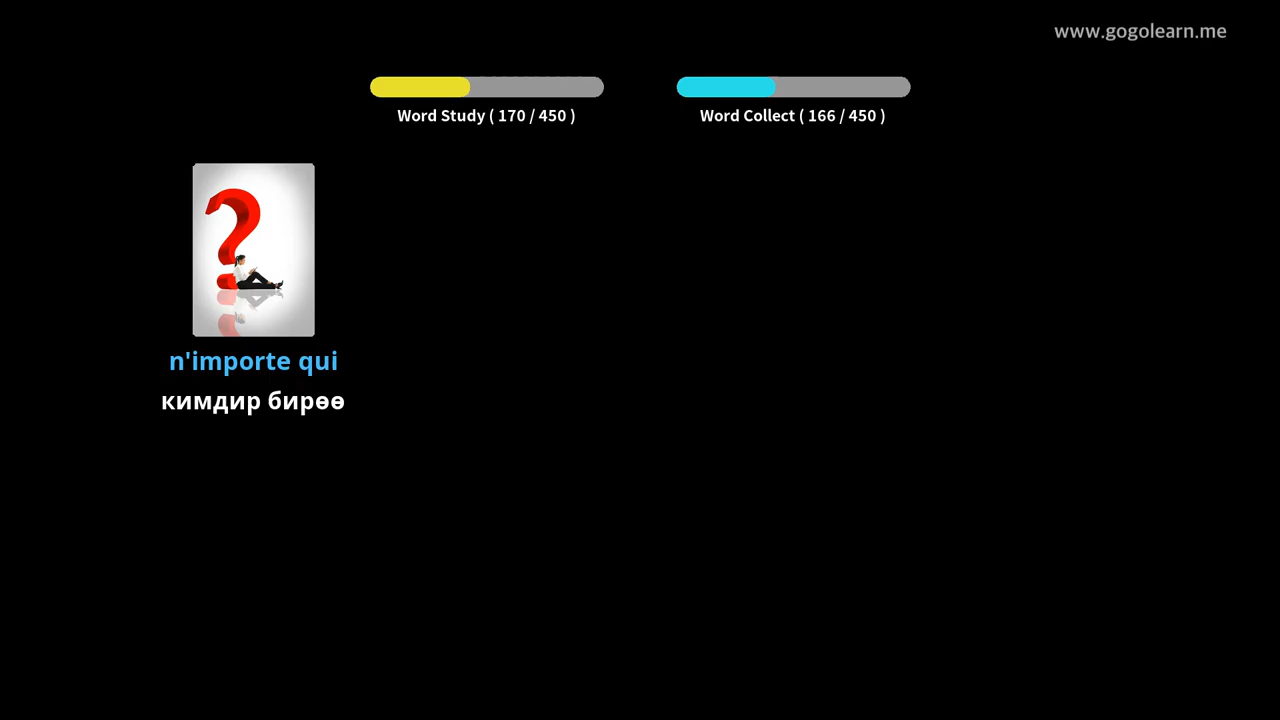 www.gogolearn.me
Word Study ( 170 / 450 )
Word Collect ( 166 / 450 )
n'importe qui
кимдир бирөө